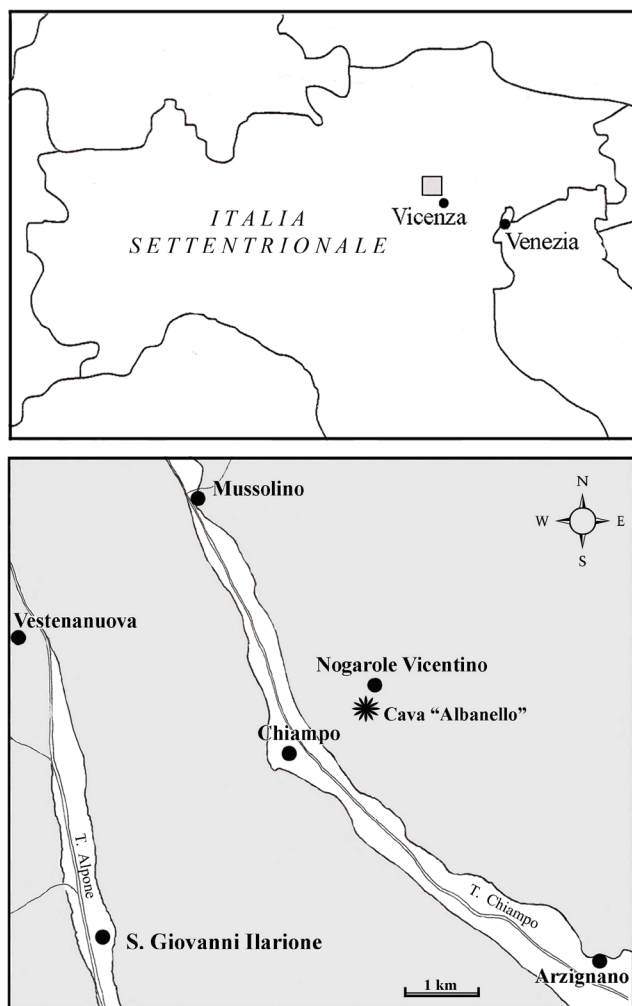 ITALIA
SETTENTRIONALE
Vicenza
Venezia
Mussolino
N
W E
S
Vestenanuova
Nogarole Vicentino
Cava “Albanello”
Chiampo
T. Alpone
T. Chiampo
S. Giovanni Ilarione
Arzignano
1 km